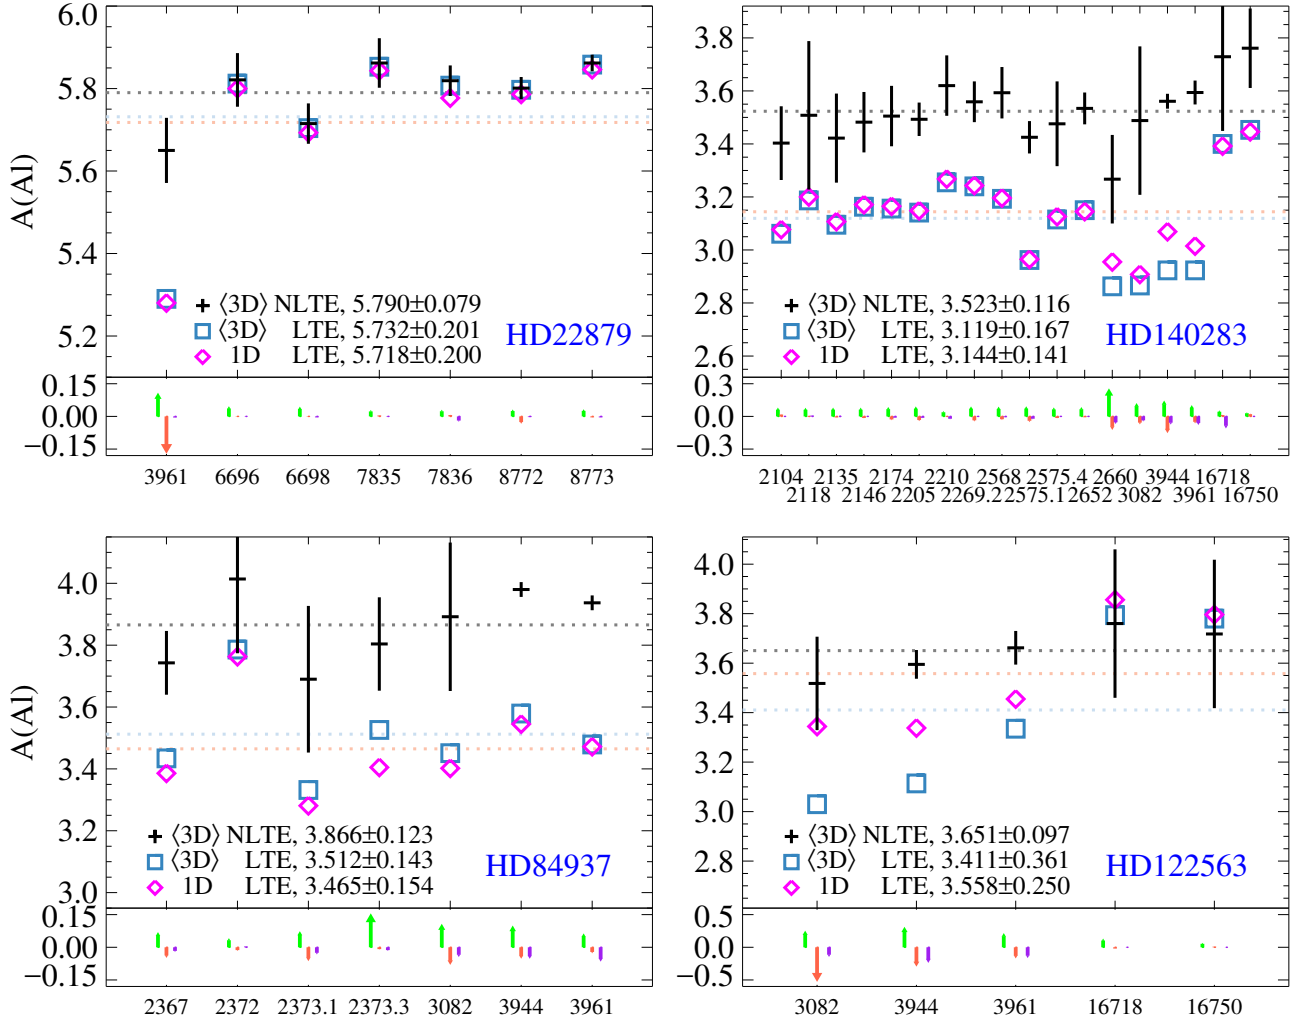 6.0
5.8
5.6
5.4
5.2
A(Al)
⟨3D⟩ NLTE, 5.790±0.079
⟨3D⟩ LTE, 5.732±0.201
1D LTE, 5.718±0.200
HD22879
0.15
0.00
−0.15
3961 6696 6698 7835 7836 8772 8773
3.8
3.6
3.4
3.2
3.0
2.8
2.6
⟨3D⟩ NLTE, 3.523±0.116
⟨3D⟩ LTE, 3.119±0.167
1D LTE, 3.144±0.141
HD140283
0.3
0.0
−0.3
2104 2135 2174 2210 2568 2575.4 2660 3944 16718
2118 2146 2205 2269.2 2575.1 2652 3082 3961 16750
4.0
3.8
3.6
3.4
3.2
3.0
A(Al)
⟨3D⟩ NLTE, 3.866±0.123
⟨3D⟩ LTE, 3.512±0.143
1D LTE, 3.465±0.154
HD84937
0.15
0.00
−0.15
2367 2372 2373.1 2373.3 3082 3944 3961
4.0
3.8
3.6
3.4
3.2
3.0
2.8
⟨3D⟩ NLTE, 3.651±0.097
⟨3D⟩ LTE, 3.411±0.361
1D LTE, 3.558±0.250
HD122563
0.5
0.0
−0.5
3082 3944 3961 16718 16750